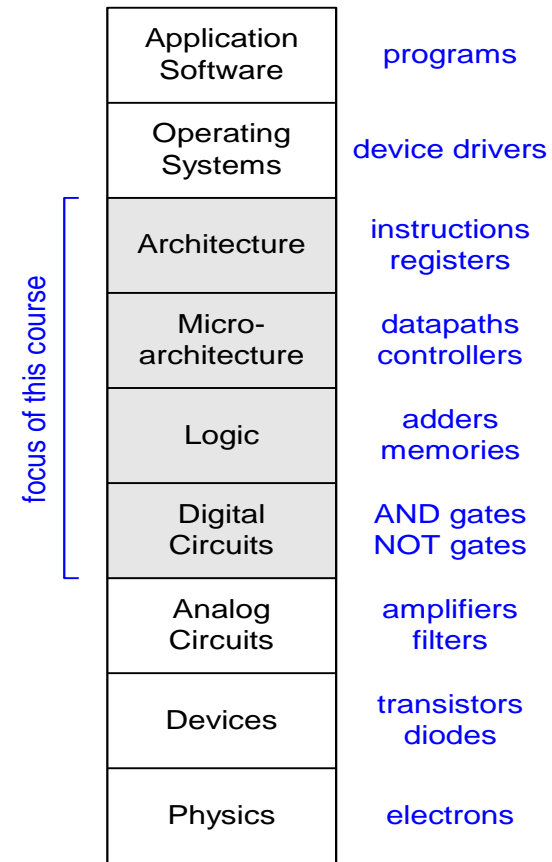 Application
Software
programs
Operating
Systems
device drivers
focus of this course
Architecture
instructions
registers
Micro-
architecture
datapaths
controllers
Logic
adders
memories
Digital
Circuits
AND gates
NOT gates
Analog
Circuits
amplifiers
filters
Devices
transistors
diodes
Physics
electrons